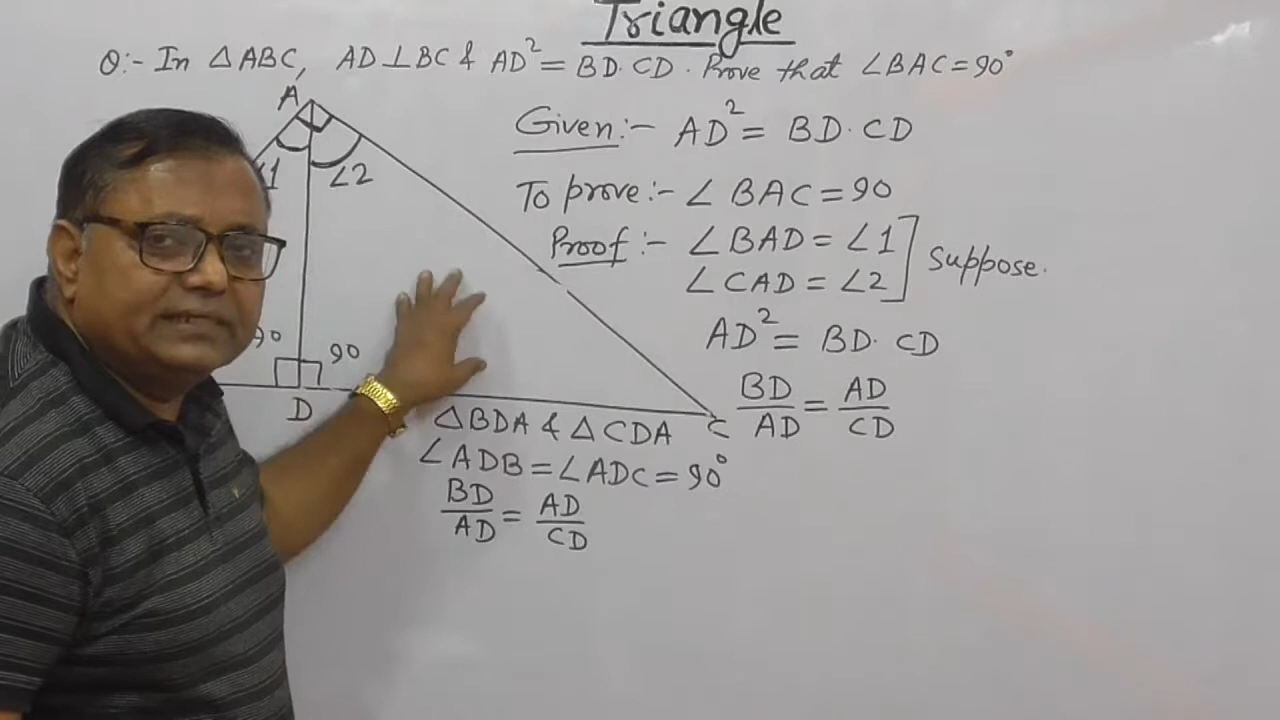 Triangle
Q:- In △ABC, AD⊥BC & AD² = BD·CD. Prove that ∠BAC = 90°
A
∠1 ∠2
90 90
D C
Given:- AD² = BD·CD
To prove:- ∠BAC = 90
Proof:- ∠BAD = ∠1
∠CAD = ∠2 ] Suppose.
AD² = BD·CD
BD/AD = AD/CD
△BDA & △CDA
∠ADB = ∠ADC = 90°
BD/AD = AD/CD